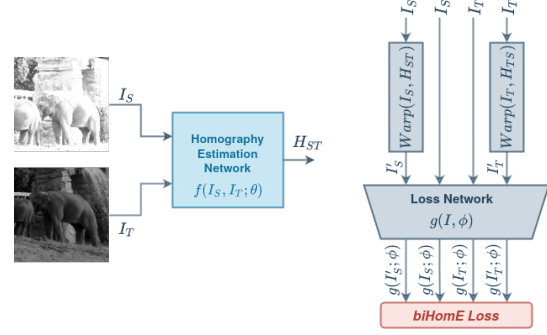 I_S
I_T
Homography
Estimation
Network
f(I_S, I_T; θ)
H_ST
I_S
I_S
I_T
I_T
Warp(I_S, H_ST)
Warp(I_T, H_TS)
I'_S
I'_T
Loss Network
g(I, ϕ)
g(I'_S; ϕ)
g(I_S; ϕ)
g(I_T; ϕ)
g(I'_T; ϕ)
biHomE Loss